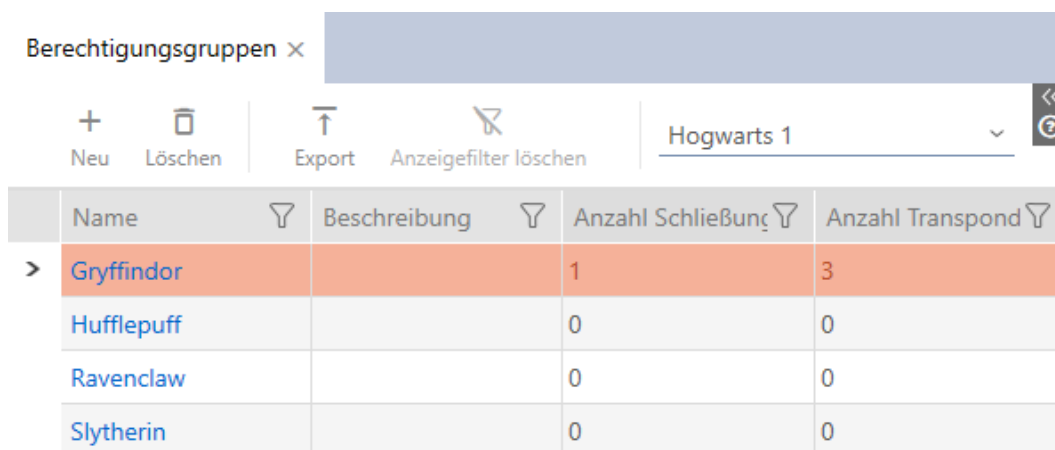 Berechtigungsgruppen
Neu Löschen Export Anzeigefilter löschen Hogwarts 1
Name Beschreibung Anzahl Schließung Anzahl Transpond
Gryffindor 1 3
Hufflepuff 0 0
Ravenclaw 0 0
Slytherin 0 0